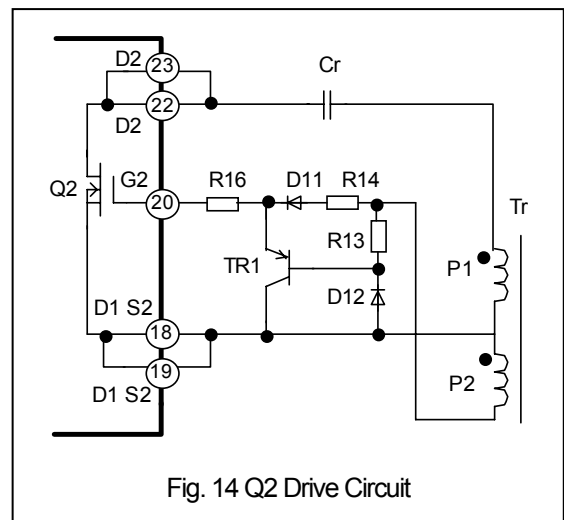 D2
23
Cr
22
D2
Q2
G2
20
R16
D11
R14
Tr
R13
P1
TR1
D12
D1 S2
18
19
P2
D1 S2
Fig. 14 Q2 Drive Circuit